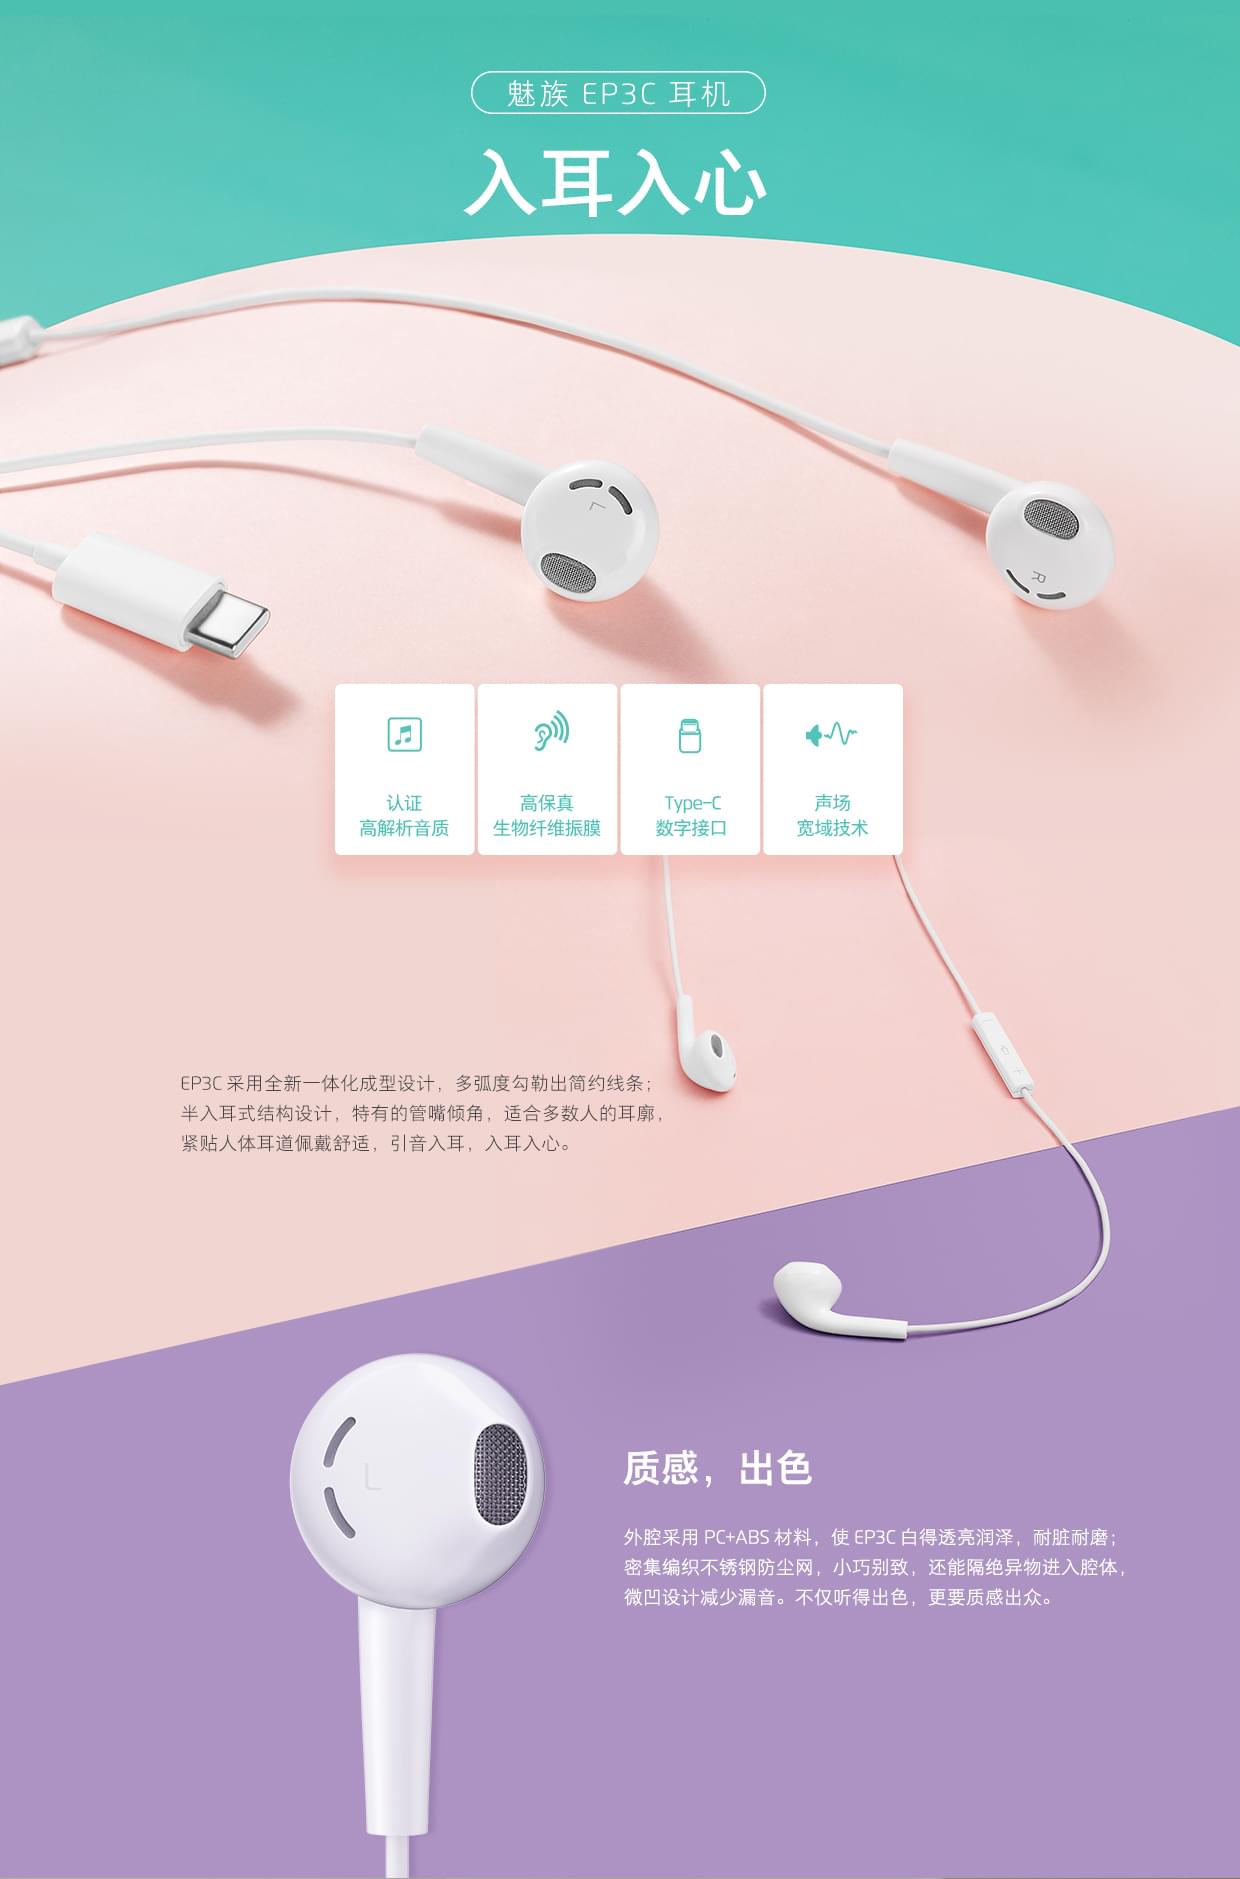 魅族 EP3C 耳机
入耳入心
L
R
认证
高解析音质
高保真
生物纤维振膜
Type-C
数字接口
声场
宽域技术
EP3C 采用全新一体化成型设计，多弧度勾勒出简约线条；
半入耳式结构设计，特有的管嘴倾角，适合多数人的耳廓，
紧贴人体耳道佩戴舒适，引音入耳，入耳入心。
L
质感，出色
外腔采用 PC+ABS 材料，使 EP3C 白得透亮润泽，耐脏耐磨；
密集编织不锈钢防尘网，小巧别致，还能隔绝异物进入腔体，
微凹设计减少漏音。不仅听得出色，更要质感出众。